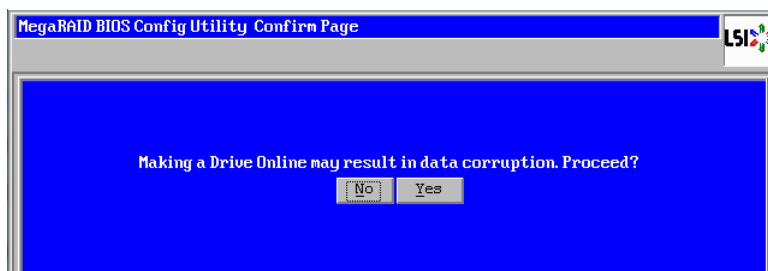 MegaRAID BIOS Config Utility Confirm Page
LSI
Making a Drive Online may result in data corruption. Proceed?
No Yes